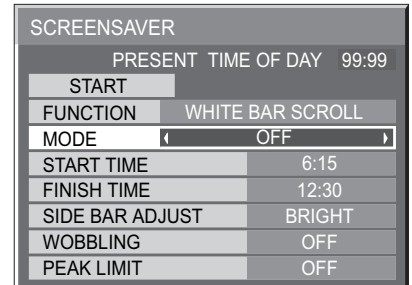 SCREENSAVER
PRESENT TIME OF DAY 99:99
START
FUNCTION WHITE BAR SCROLL
MODE OFF
START TIME 6:15
FINISH TIME 12:30
SIDE BAR ADJUST BRIGHT
WOBBLING OFF
PEAK LIMIT OFF